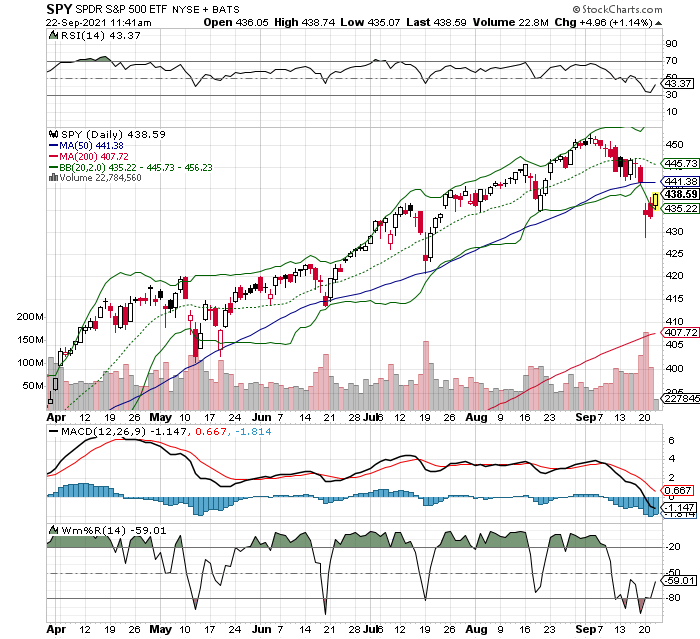 SPY SPDR S&P 500 ETF NYSE + BATS © StockCharts.com
22-Sep-2021 11:41am Open 436.05 High 438.74 Low 435.07 Last 438.59 Volume 22.8M Chg +4.96 (+1.14%)
RSI(14) 43.37
90
70
50
43.37
30
10
SPY (Daily) 438.59
MA(50) 441.38
MA(200) 407.72
BB(20,2.0) 435.22 - 445.73 - 456.23
Volume 22,784,560
450
445.73
441.38
438.59
435.22
430
425
420
415
410
407.72
405
400
395
227845
200M
150M
100M
50M
Apr 12 19 26 May 10 17 24 Jun 7 14 21 28 Jul 6 12 19 26 Aug 9 16 23 Sep 7 13 20
MACD(12,26,9) -1.147, 0.667, -1.814
6
4
2
0.667
0
-1.147
-1.814
Wm%R(14) -59.01
-20
-50
-59.01
-80
Apr 12 19 26 May 10 17 24 Jun 7 14 21 28 Jul 6 12 19 26 Aug 9 16 23 Sep 7 13 20